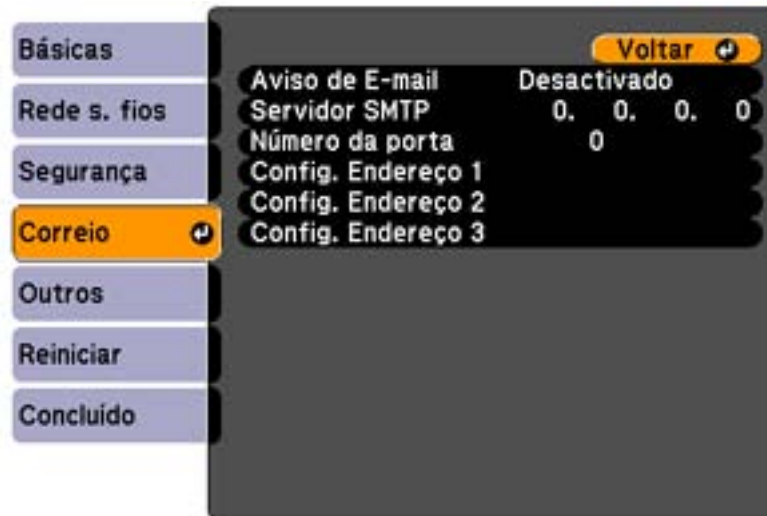 Básicas
Rede s. fios
Segurança
Correio
Outros
Reiniciar
Concluído
Voltar
Aviso de E-mail Desactivado
Servidor SMTP 0. 0. 0. 0
Número da porta 0
Config. Endereço 1
Config. Endereço 2
Config. Endereço 3